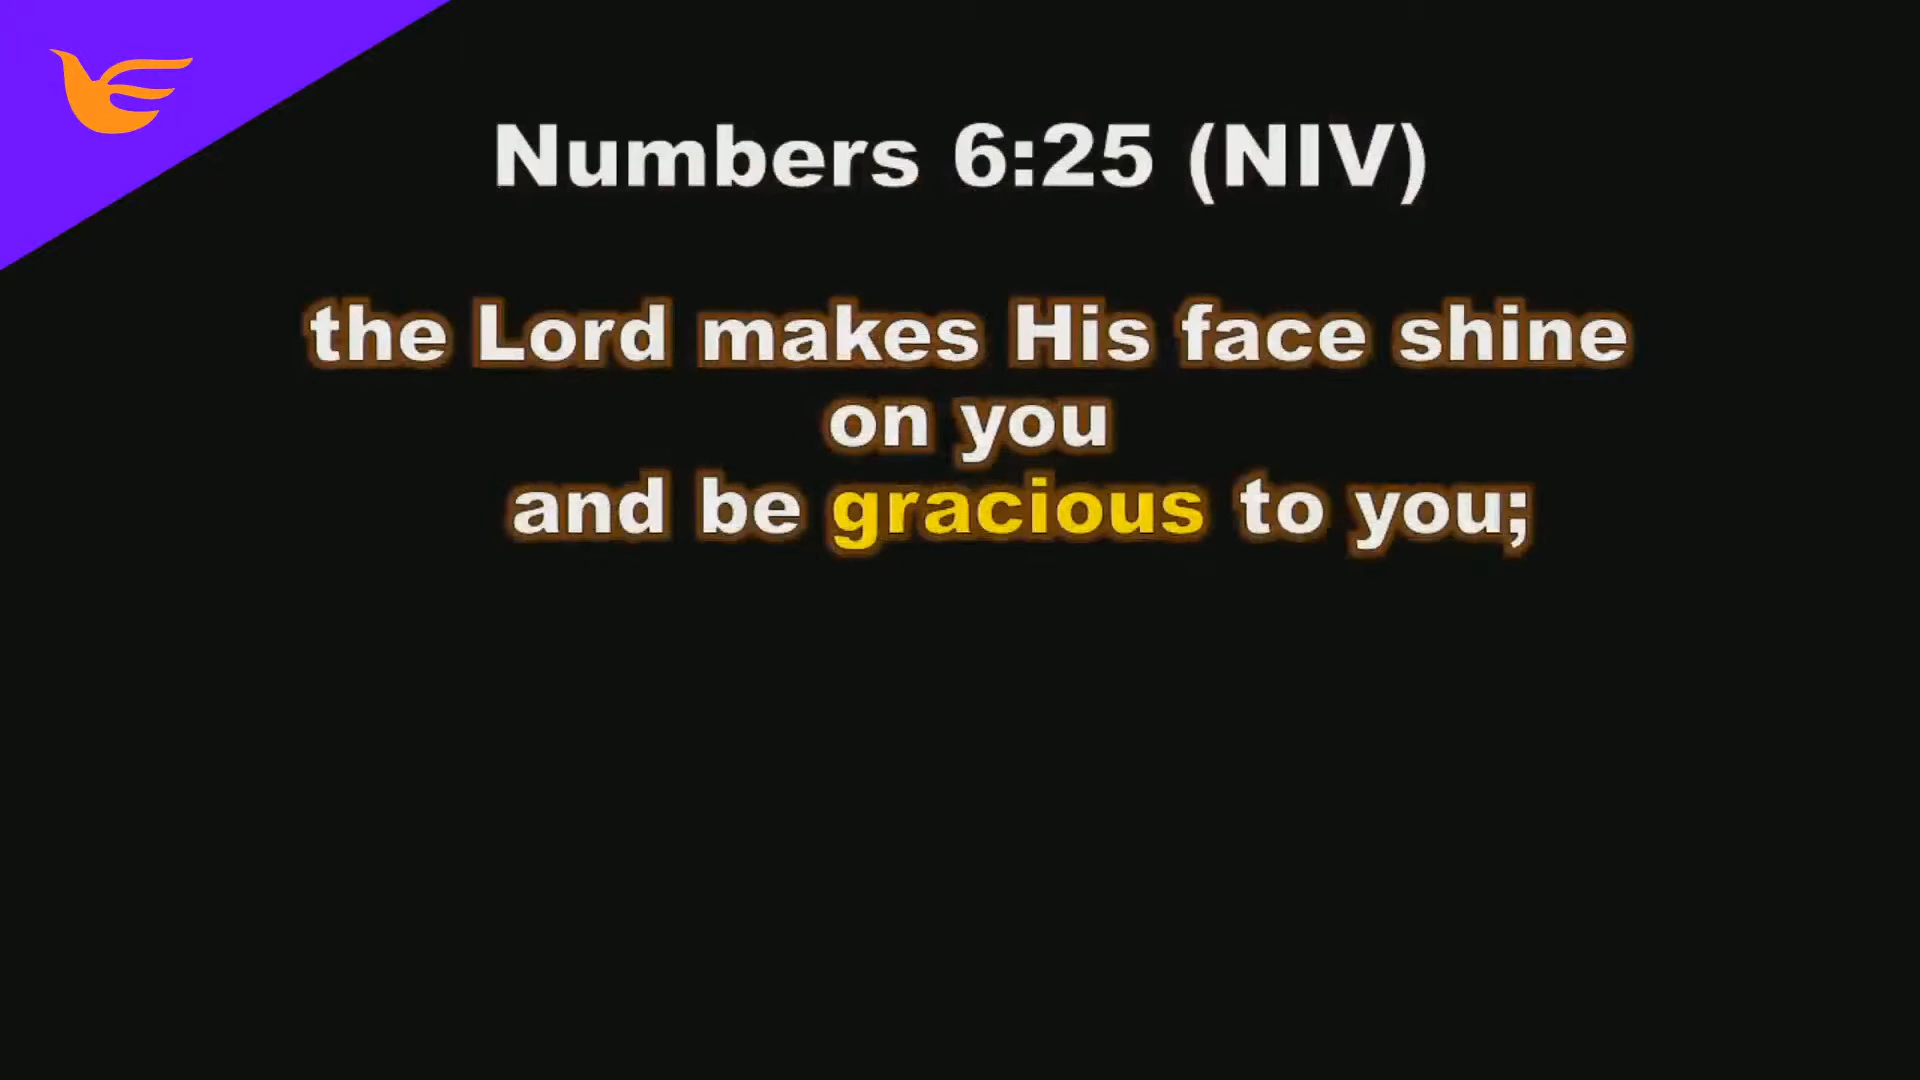 Numbers 6:25 (NIV)
the Lord makes His face shine
on you
and be gracious to you;